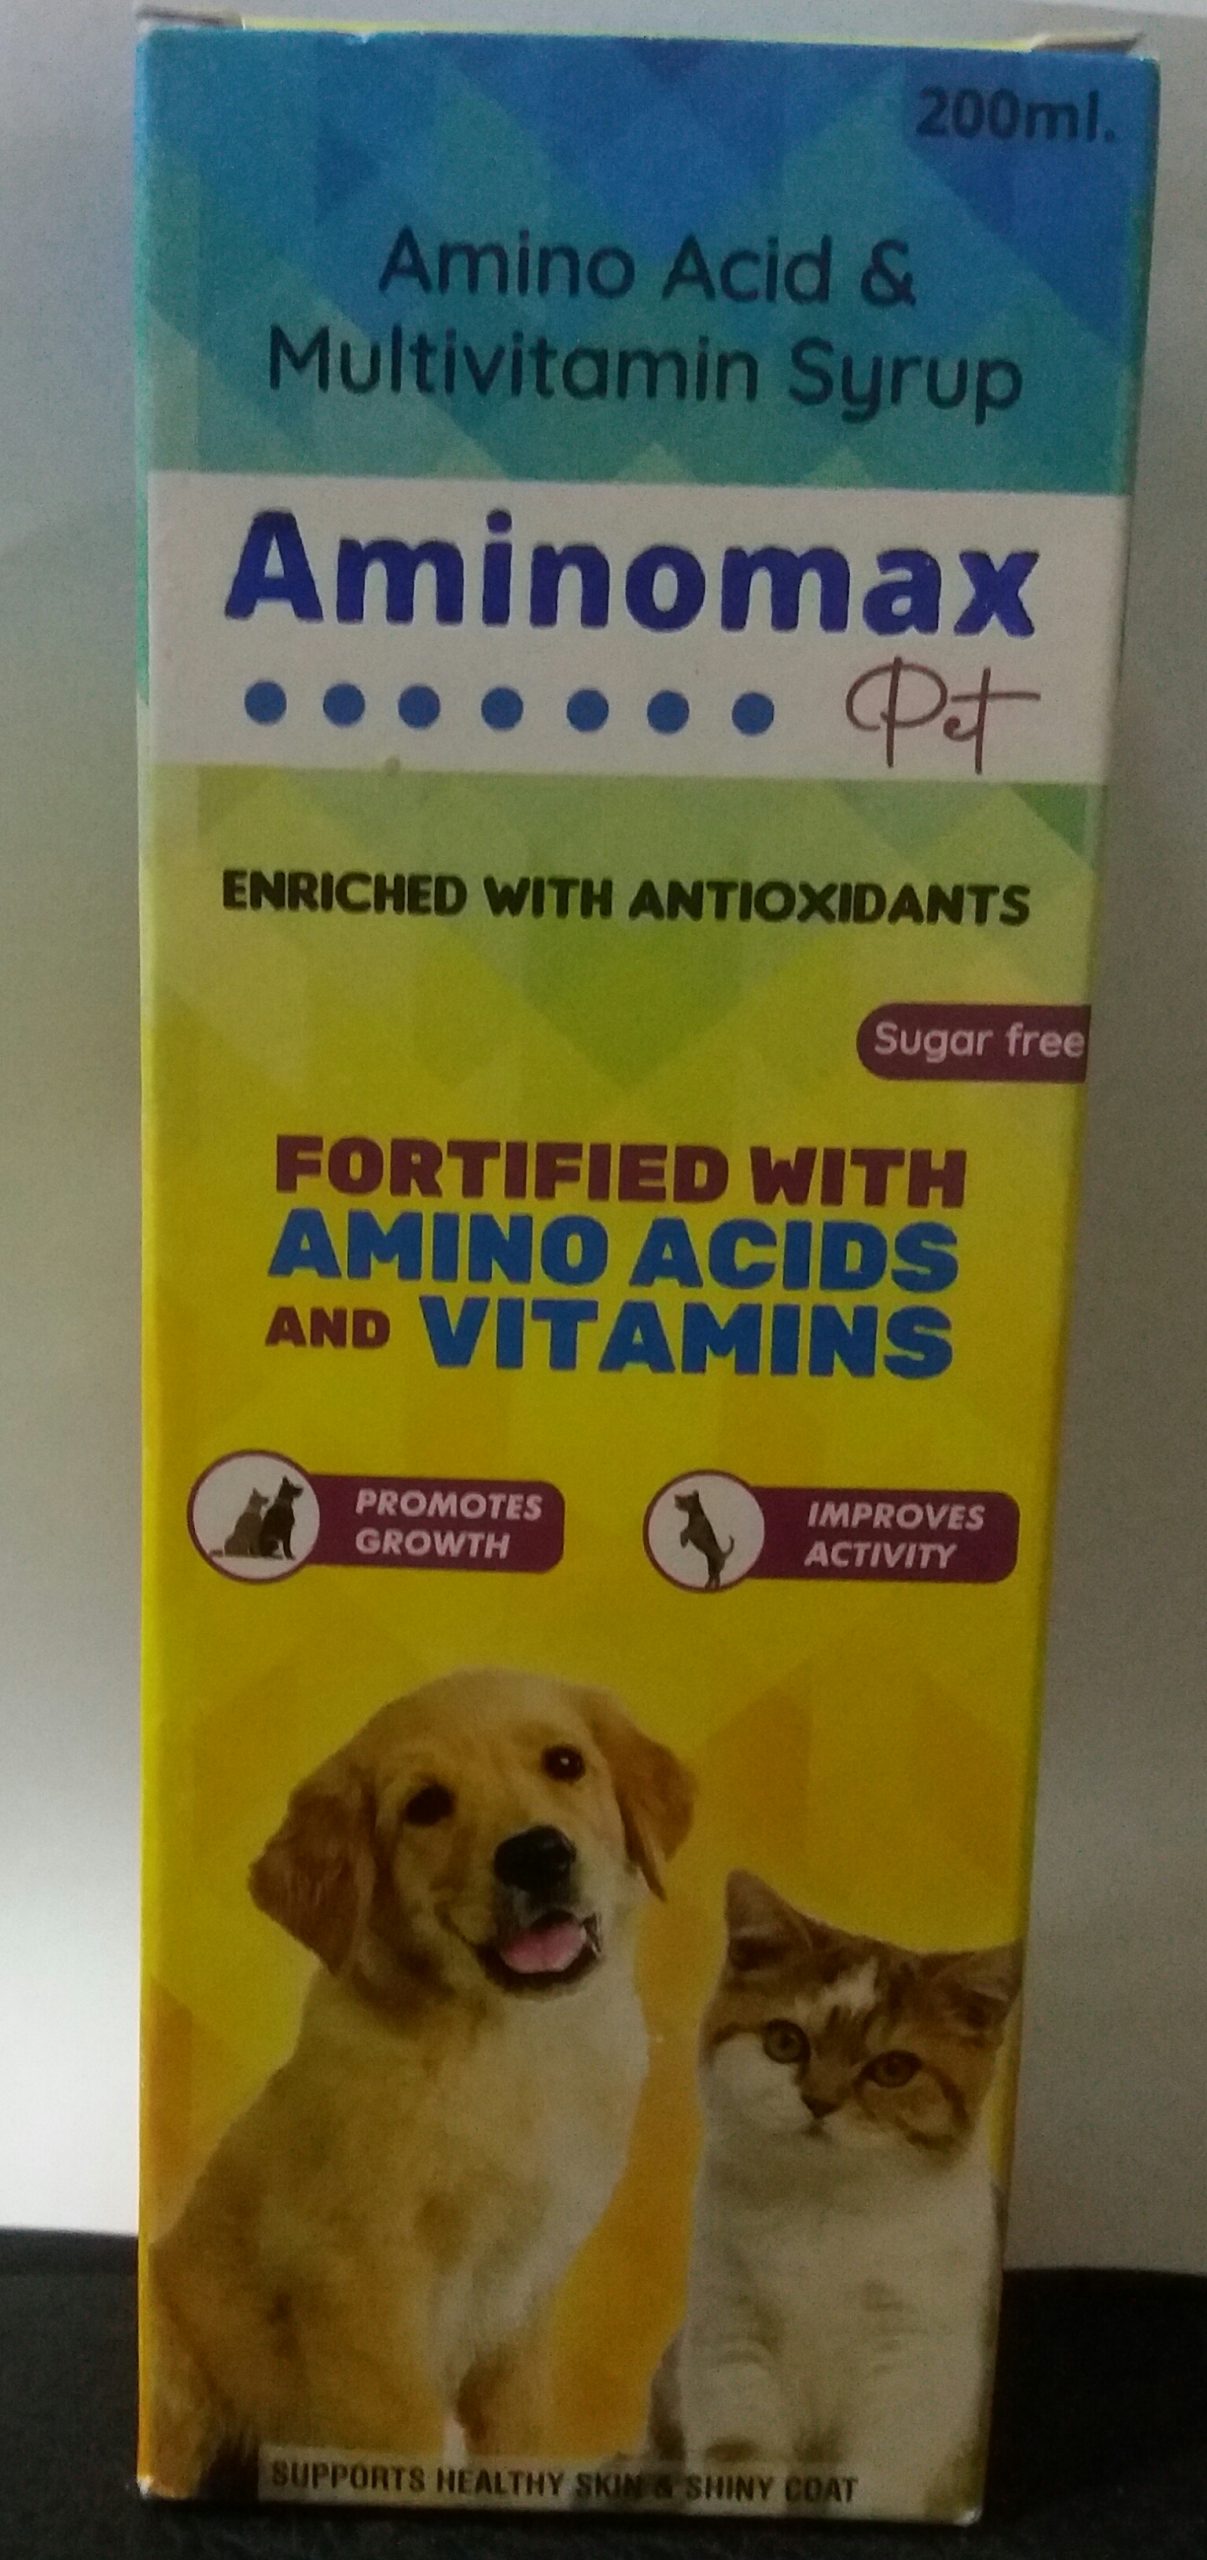 200ml.
Amino Acid &
Multivitamin Syrup
Aminomax
Pet
ENRICHED WITH ANTIOXIDANTS
Sugar free
FORTIFIED WITH
AMINO ACIDS
AND VITAMINS
PROMOTES
GROWTH
IMPROVES
ACTIVITY
SUPPORTS HEALTHY SKIN & SHINY COAT